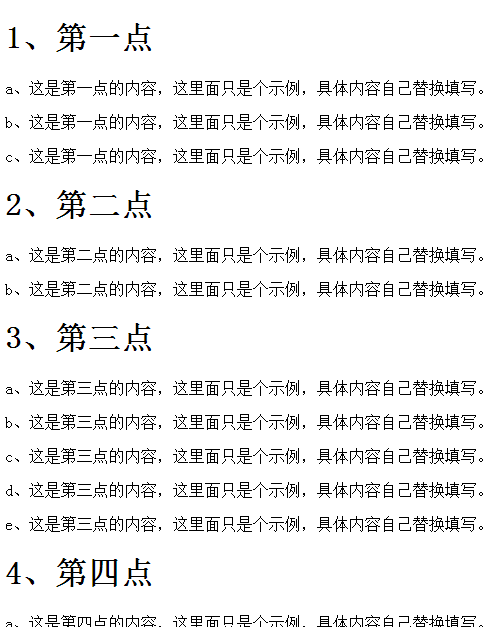 1、第一点
a、这是第一点的内容，这里面只是个示例，具体内容自己替换填写。
b、这是第一点的内容，这里面只是个示例，具体内容自己替换填写。
c、这是第一点的内容，这里面只是个示例，具体内容自己替换填写。
2、第二点
a、这是第二点的内容，这里面只是个示例，具体内容自己替换填写。
b、这是第二点的内容，这里面只是个示例，具体内容自己替换填写。
3、第三点
a、这是第三点的内容，这里面只是个示例，具体内容自己替换填写。
b、这是第三点的内容，这里面只是个示例，具体内容自己替换填写。
c、这是第三点的内容，这里面只是个示例，具体内容自己替换填写。
d、这是第三点的内容，这里面只是个示例，具体内容自己替换填写。
e、这是第三点的内容，这里面只是个示例，具体内容自己替换填写。
4、第四点
a、这是第四点的内容，这里面只是个示例，具体内容自己替换填写。